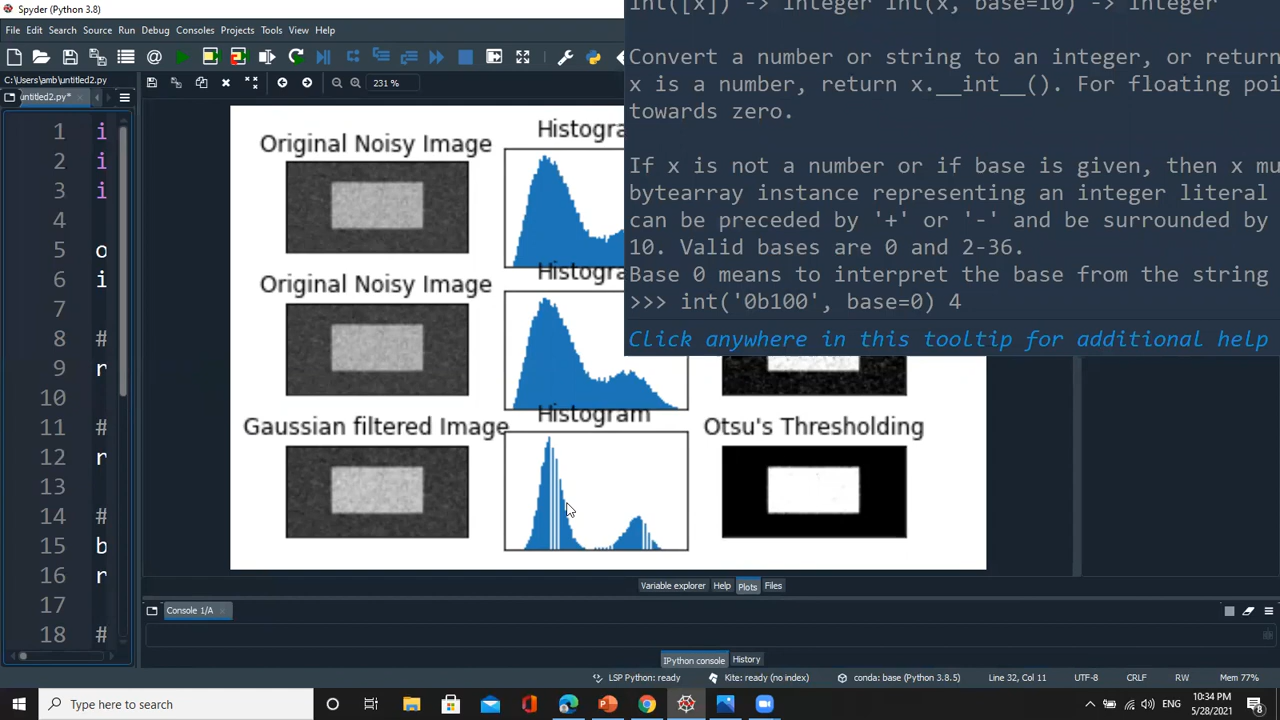 Spyder (Python 3.8)
int([x]) -> integer int(x, base=10) -> integer
File Edit Search Source Run Debug Consoles Projects Tools View Help
Convert a number or string to an integer, or return
x is a number, return x.__int__(). For floating poi
towards zero.
If x is not a number or if base is given, then x mu
bytearray instance representing an integer literal
can be preceded by '+' or '-' and be surrounded by
10. Valid bases are 0 and 2-36.
Base 0 means to interpret the base from the string
>>> int('0b100', base=0) 4
Click anywhere in this tooltip for additional help
C:\Users\amb\untitled2.py
untitled2.py*
231 %
1 i
2 i
3 i
4
5 o
6 i
7
8 #
9 r
10
11 #
12 r
13
14 #
15 b
16 r
17
18 #
Original Noisy Image
Histogra
Original Noisy Image
Histogra
Gaussian filtered Image
Histogram
Otsu's Thresholding
Variable explorer Help Plots Files
Console 1/A
IPython console History
LSP Python: ready
Kite: ready (no index)
conda: base (Python 3.8.5)
Line 32, Col 11
UTF-8
CRLF
RW
Mem 77%
Type here to search
10:34 PM
5/28/2021